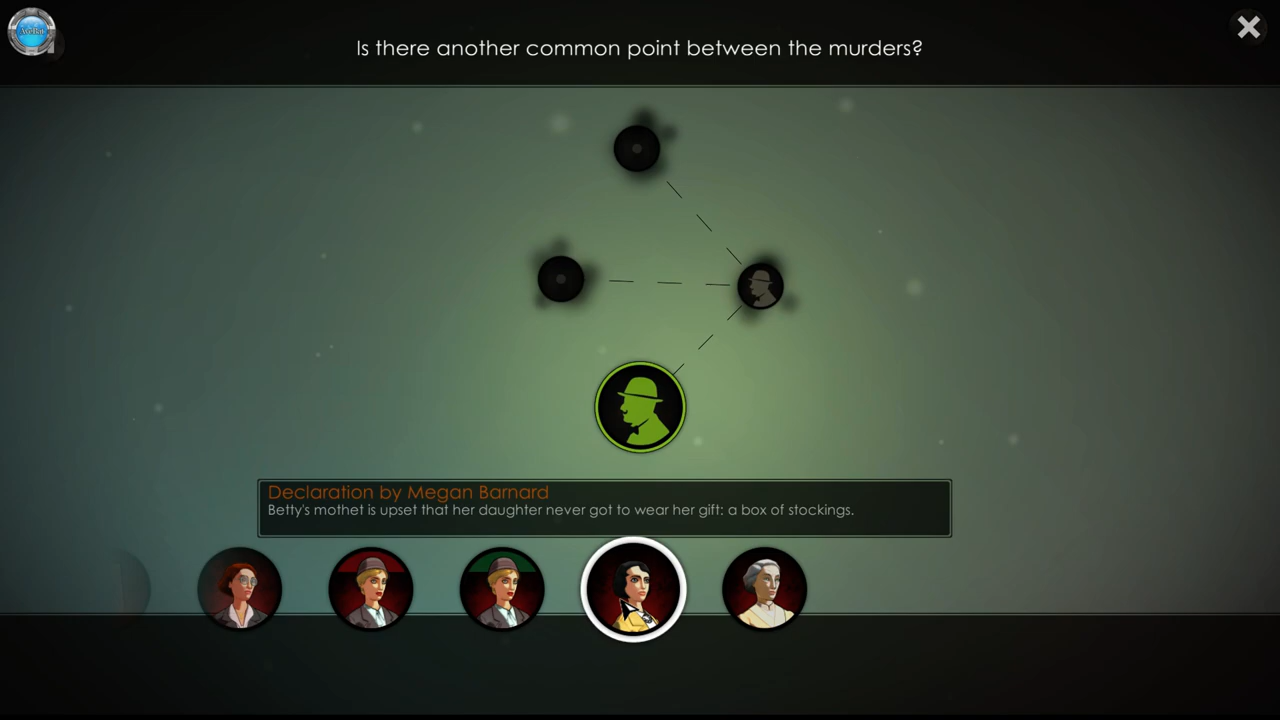 Is there another common point between the murders?
Declaration by Megan Barnard
Betty's mothet is upset that her daughter never got to wear her gift: a box of stockings.